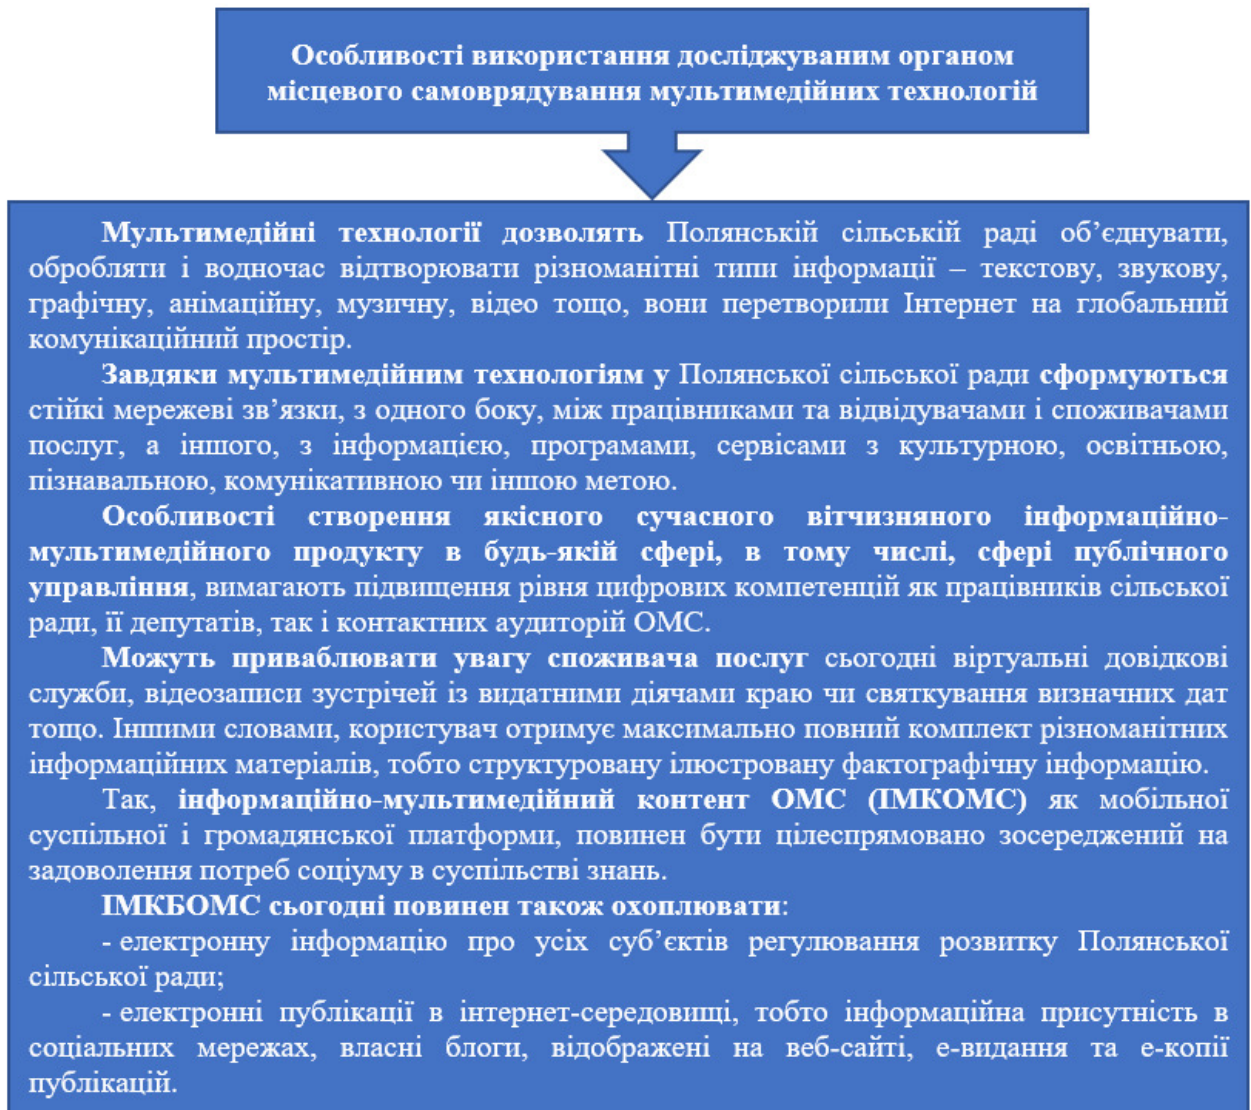 Особливості використання досліджуваним органом
місцевого самоврядування мультимедійних технологій
Мультимедійні технології дозволять Полянській сільській раді об’єднувати,
обробляти і водночас відтворювати різноманітні типи інформації – текстову, звукову,
графічну, анімаційну, музичну, відео тощо, вони перетворили Інтернет на глобальний
комунікаційний простір.
Завдяки мультимедійним технологіям у Полянської сільської ради сформуються
стійкі мережеві зв’язки, з одного боку, між працівниками та відвідувачами і споживачами
послуг, а іншого, з інформацією, програмами, сервісами з культурною, освітньою,
пізнавальною, комунікативною чи іншою метою.
Особливості створення якісного сучасного вітчизняного інформаційно-
мультимедійного продукту в будь-якій сфері, в тому числі, сфері публічного
управління, вимагають підвищення рівня цифрових компетенцій як працівників сільської
ради, її депутатів, так і контактних аудиторій ОМС.
Можуть приваблювати увагу споживача послуг сьогодні віртуальні довідкові
служби, відеозаписи зустрічей із видатними діячами краю чи святкування визначних дат
тощо. Іншими словами, користувач отримує максимально повний комплект різноманітних
інформаційних матеріалів, тобто структуровану ілюстровану фактографічну інформацію.
Так, інформаційно-мультимедійний контент ОМС (ІМКОМС) як мобільної
суспільної і громадянської платформи, повинен бути цілеспрямовано зосереджений на
задоволення потреб соціуму в суспільстві знань.
ІМКБОМС сьогодні повинен також охоплювати:
- електронну інформацію про усіх суб’єктів регулювання розвитку Полянської
сільської ради;
- електронні публікації в інтернет-середовищі, тобто інформаційна присутність в
соціальних мережах, власні блоги, відображені на веб-сайті, е-видання та е-копії
публікацій.